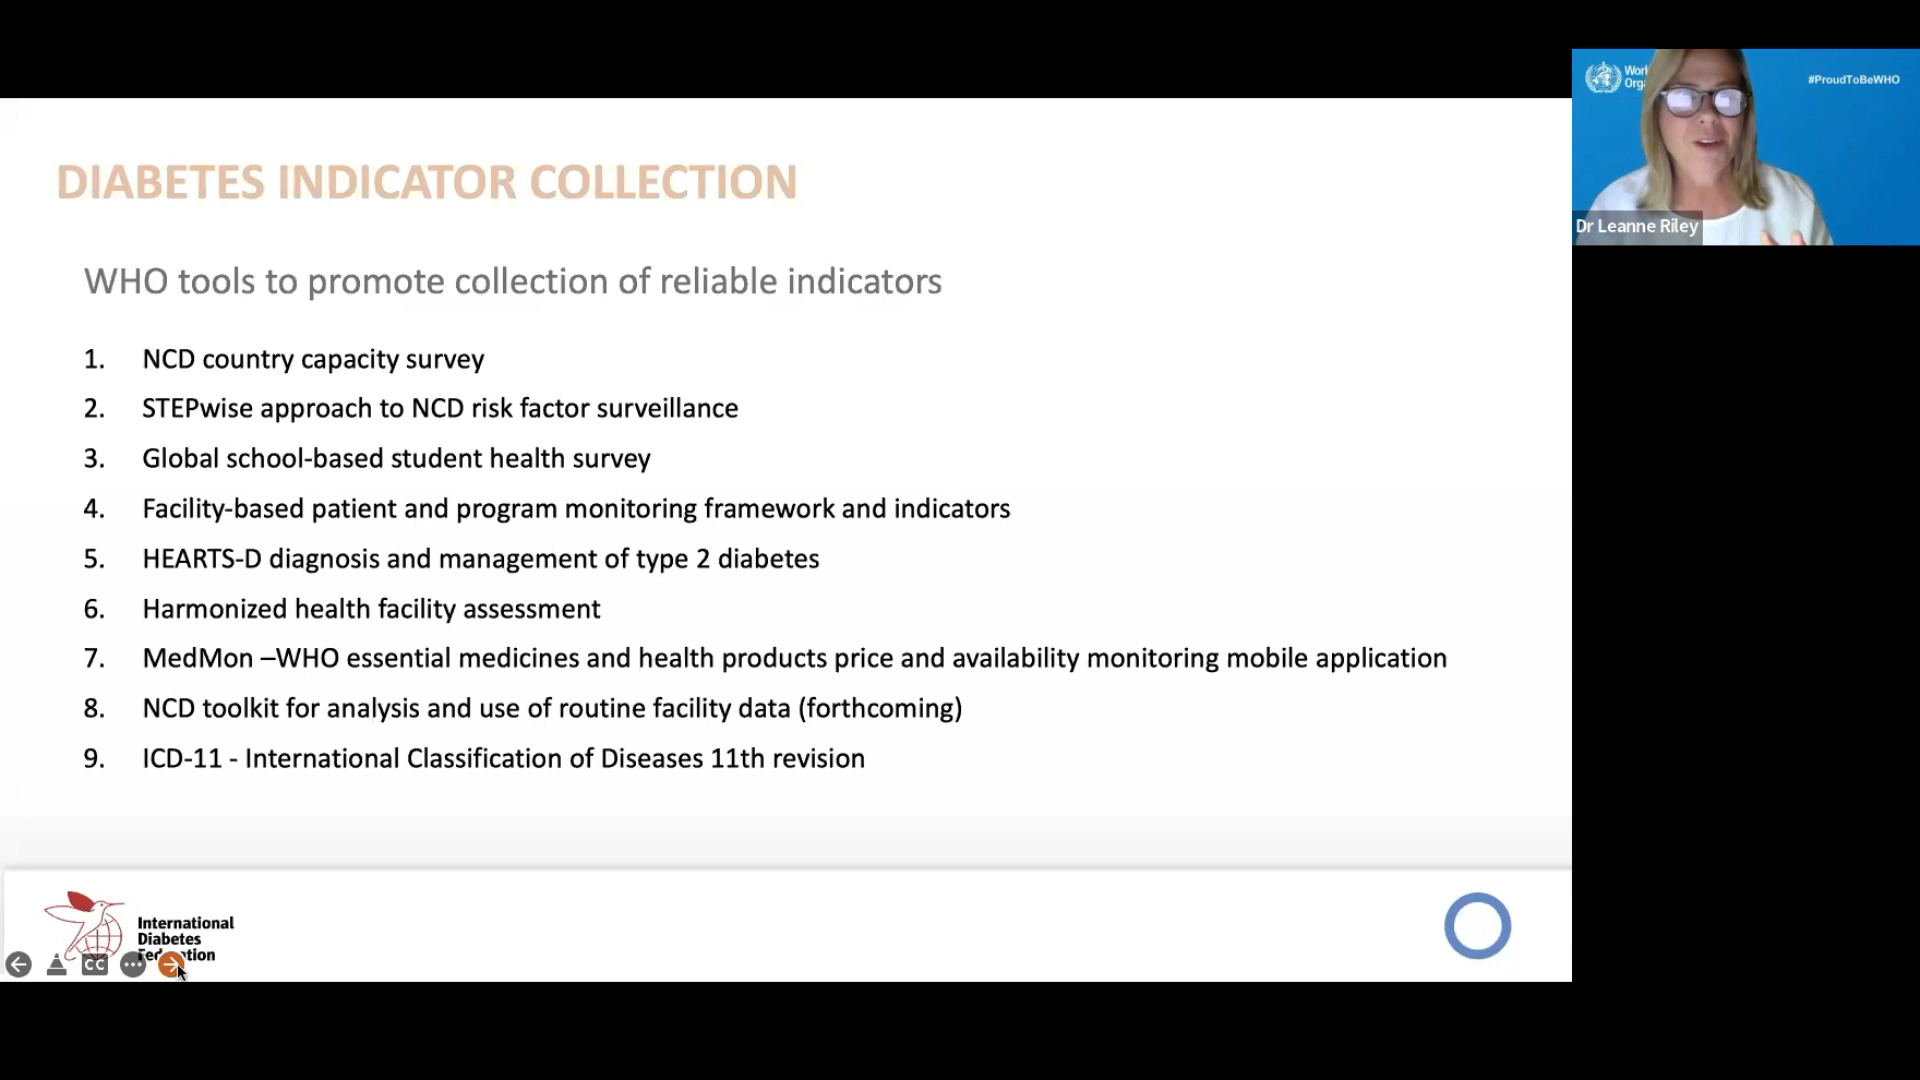 DIABETES INDICATOR COLLECTION
WHO tools to promote collection of reliable indicators
1. NCD country capacity survey
2. STEPwise approach to NCD risk factor surveillance
3. Global school-based student health survey
4. Facility-based patient and program monitoring framework and indicators
5. HEARTS-D diagnosis and management of type 2 diabetes
6. Harmonized health facility assessment
7. MedMon –WHO essential medicines and health products price and availability monitoring mobile application
8. NCD toolkit for analysis and use of routine facility data (forthcoming)
9. ICD-11 - International Classification of Diseases 11th revision
International
Diabetes
CC
#ProudToBeWHO
Dr Leanne Riley